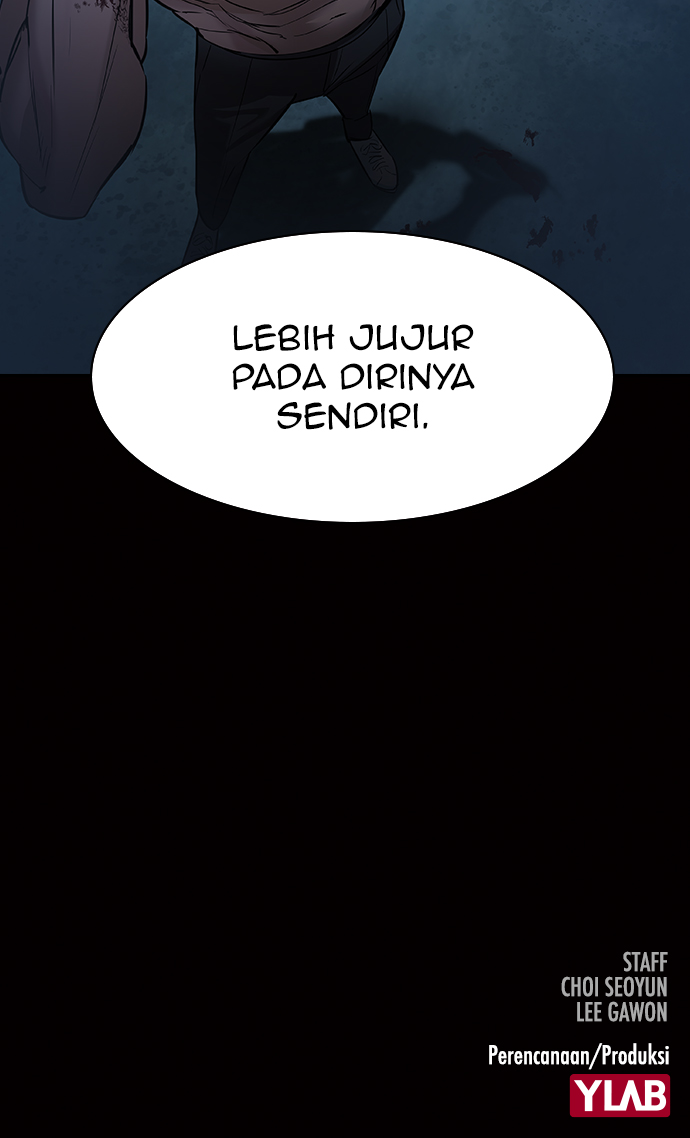 LEBIH JUJUR
PADA DIRINYA
SENDIRI.
STAFF
CHOI SEOYUN
LEE GAWON
Perencanaan/Produksi
YLAB